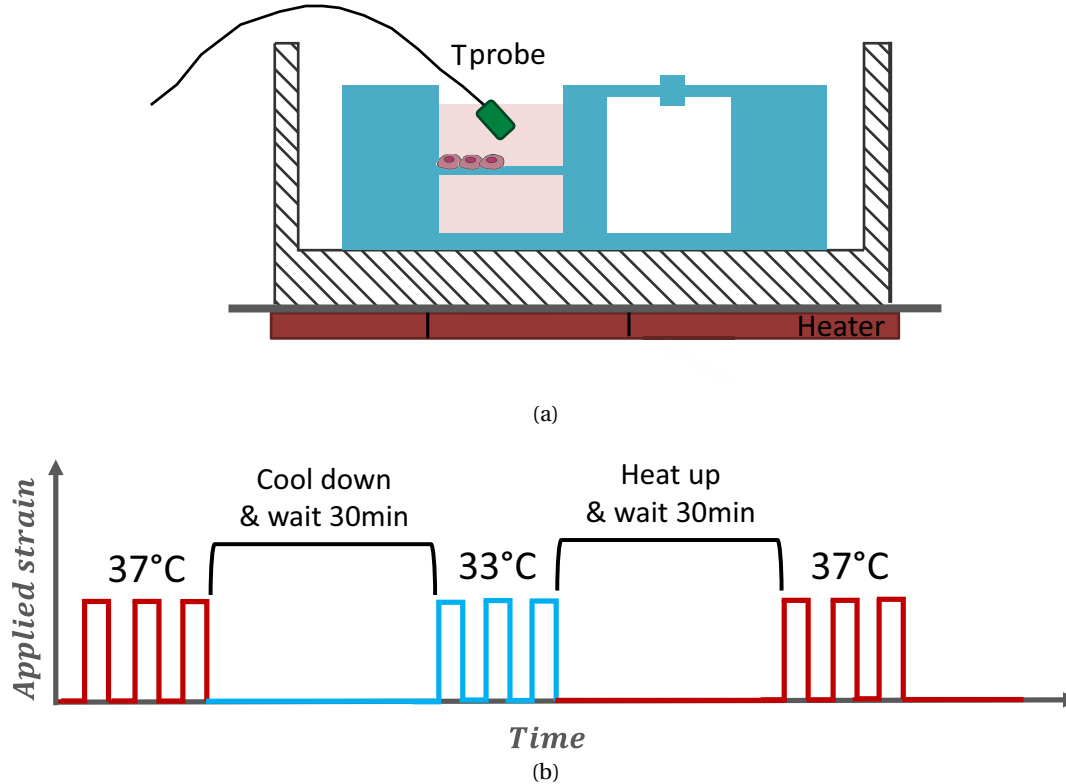 Tprobe
Heater
(a)
Cool down
& wait 30min
Heat up
& wait 30min
37°C
33°C
37°C
Applied strain
Time
(b)